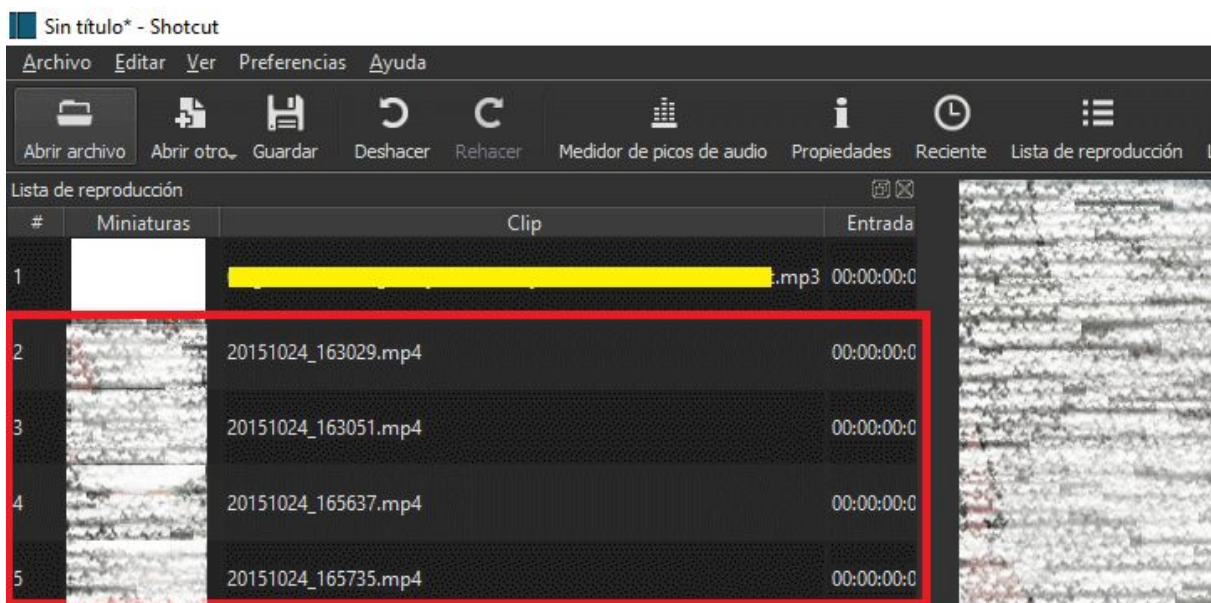 Sin título* - Shotcut
Archivo Editar Ver Preferencias Ayuda
Abrir archivo Abrir otro Guardar Deshacer Rehacer Medidor de picos de audio Propiedades Reciente Lista de reproducción
Lista de reproducción
# Miniaturas Clip Entrada
1 .mp3 00:00:00:0
2 20151024_163029.mp4 00:00:00:0
3 20151024_163051.mp4 00:00:00:0
4 20151024_165637.mp4 00:00:00:0
5 20151024_165735.mp4 00:00:00:0